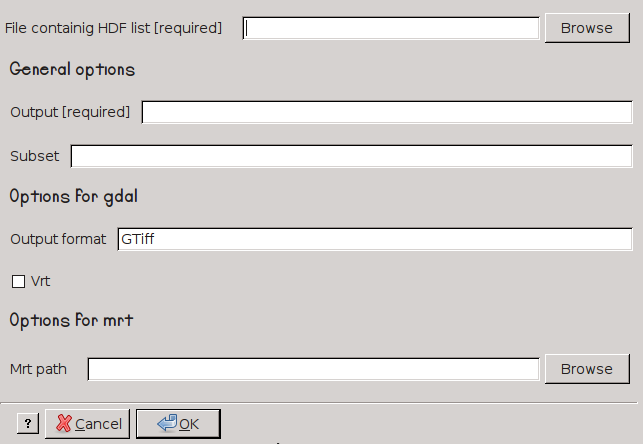 File containig HDF list [required] Browse
General options
Output [required]
Subset
Options for gdal
Output format GTiff
Vrt
Options for mrt
Mrt path Browse
? Cancel OK